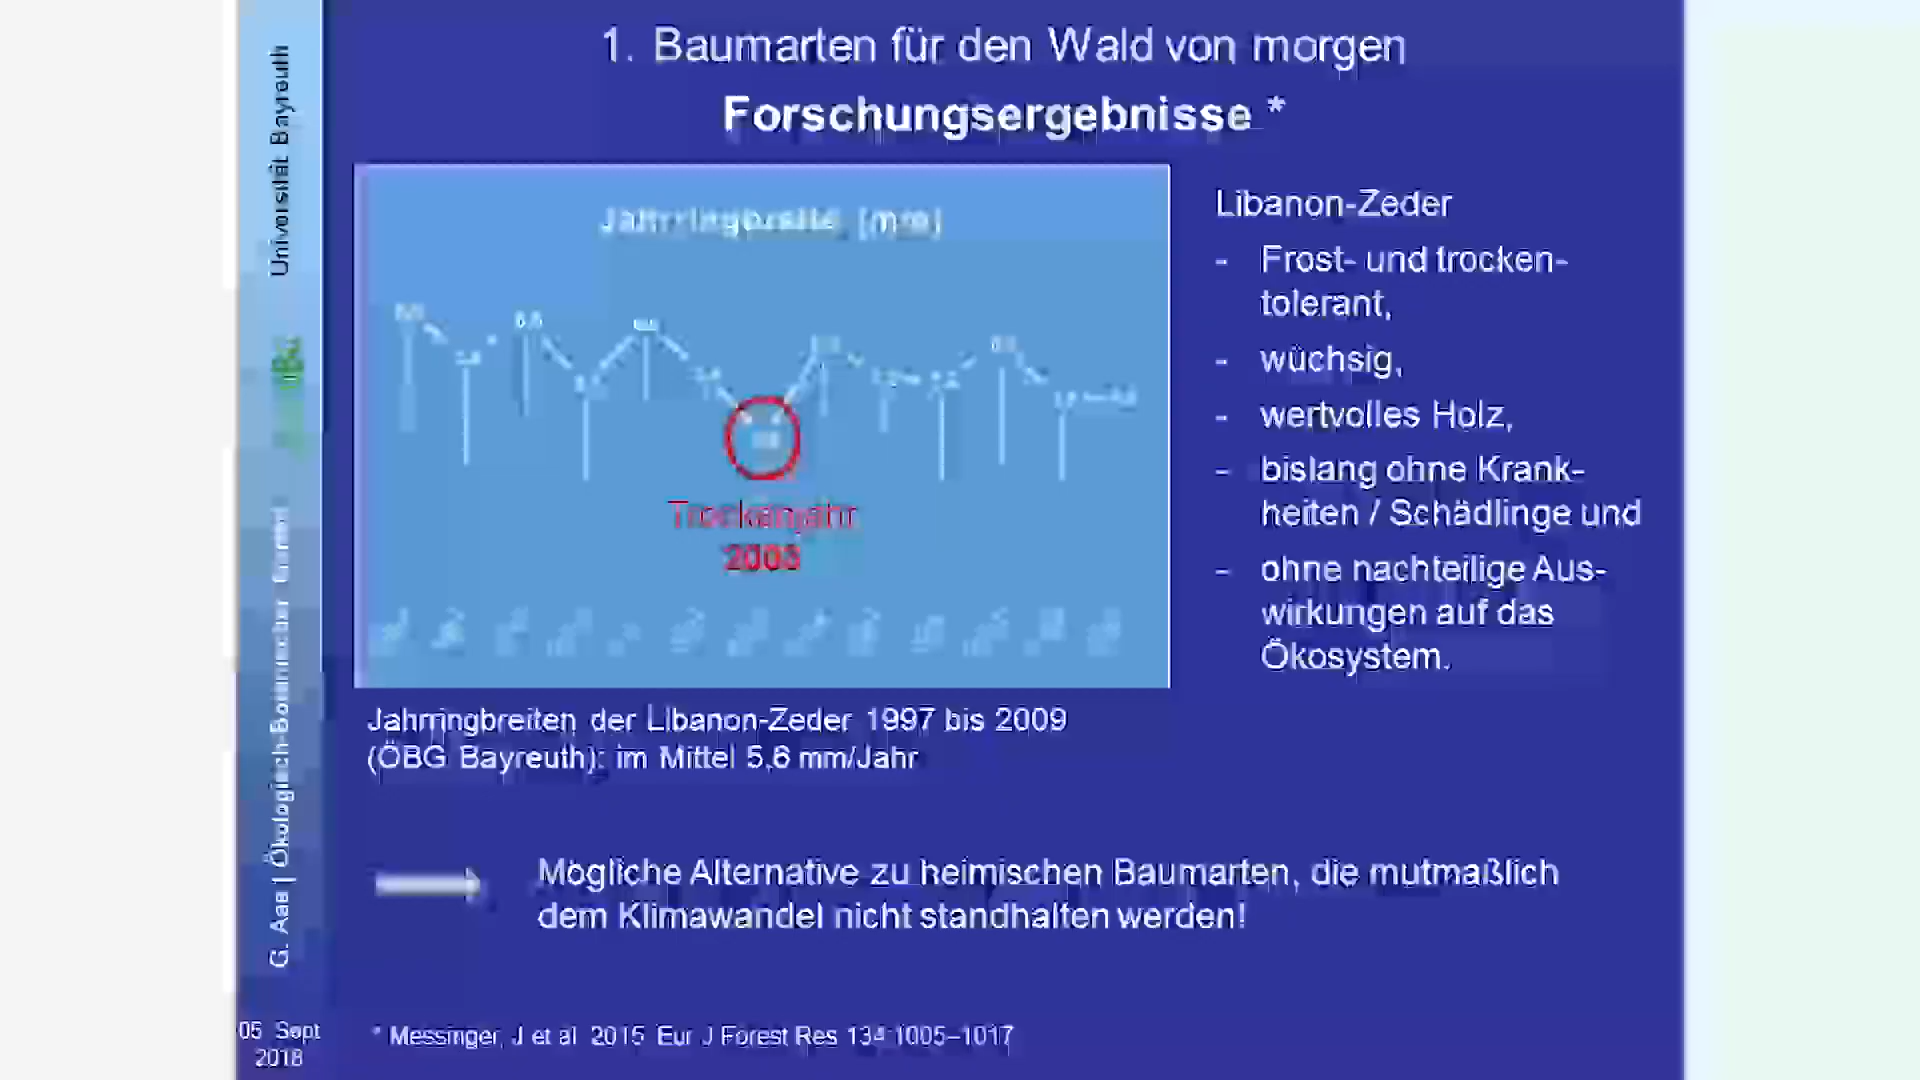 1. Baumarten für den Wald von morgen
Forschungsergebnisse *
Jahrringbreite (mm)
Trockenjahr
2003
Jahrringbreiten der Libanon-Zeder 1997 bis 2009
(ÖBG Bayreuth): im Mittel 5,6 mm/Jahr
Libanon-Zeder
- Frost- und trocken-
tolerant,
- wüchsig,
- wertvolles Holz,
- bislang ohne Krank-
heiten / Schädlinge und
- ohne nachteilige Aus-
wirkungen auf das
Ökosystem.
Mögliche Alternative zu heimischen Baumarten, die mutmaßlich
dem Klimawandel nicht standhalten werden!
* Messinger, J et al 2015 Eur J Forest Res 134:1005–1017
G. Aas | Ökologisch-Botanischer Garten
Universität Bayreuth
05 Sept
2018